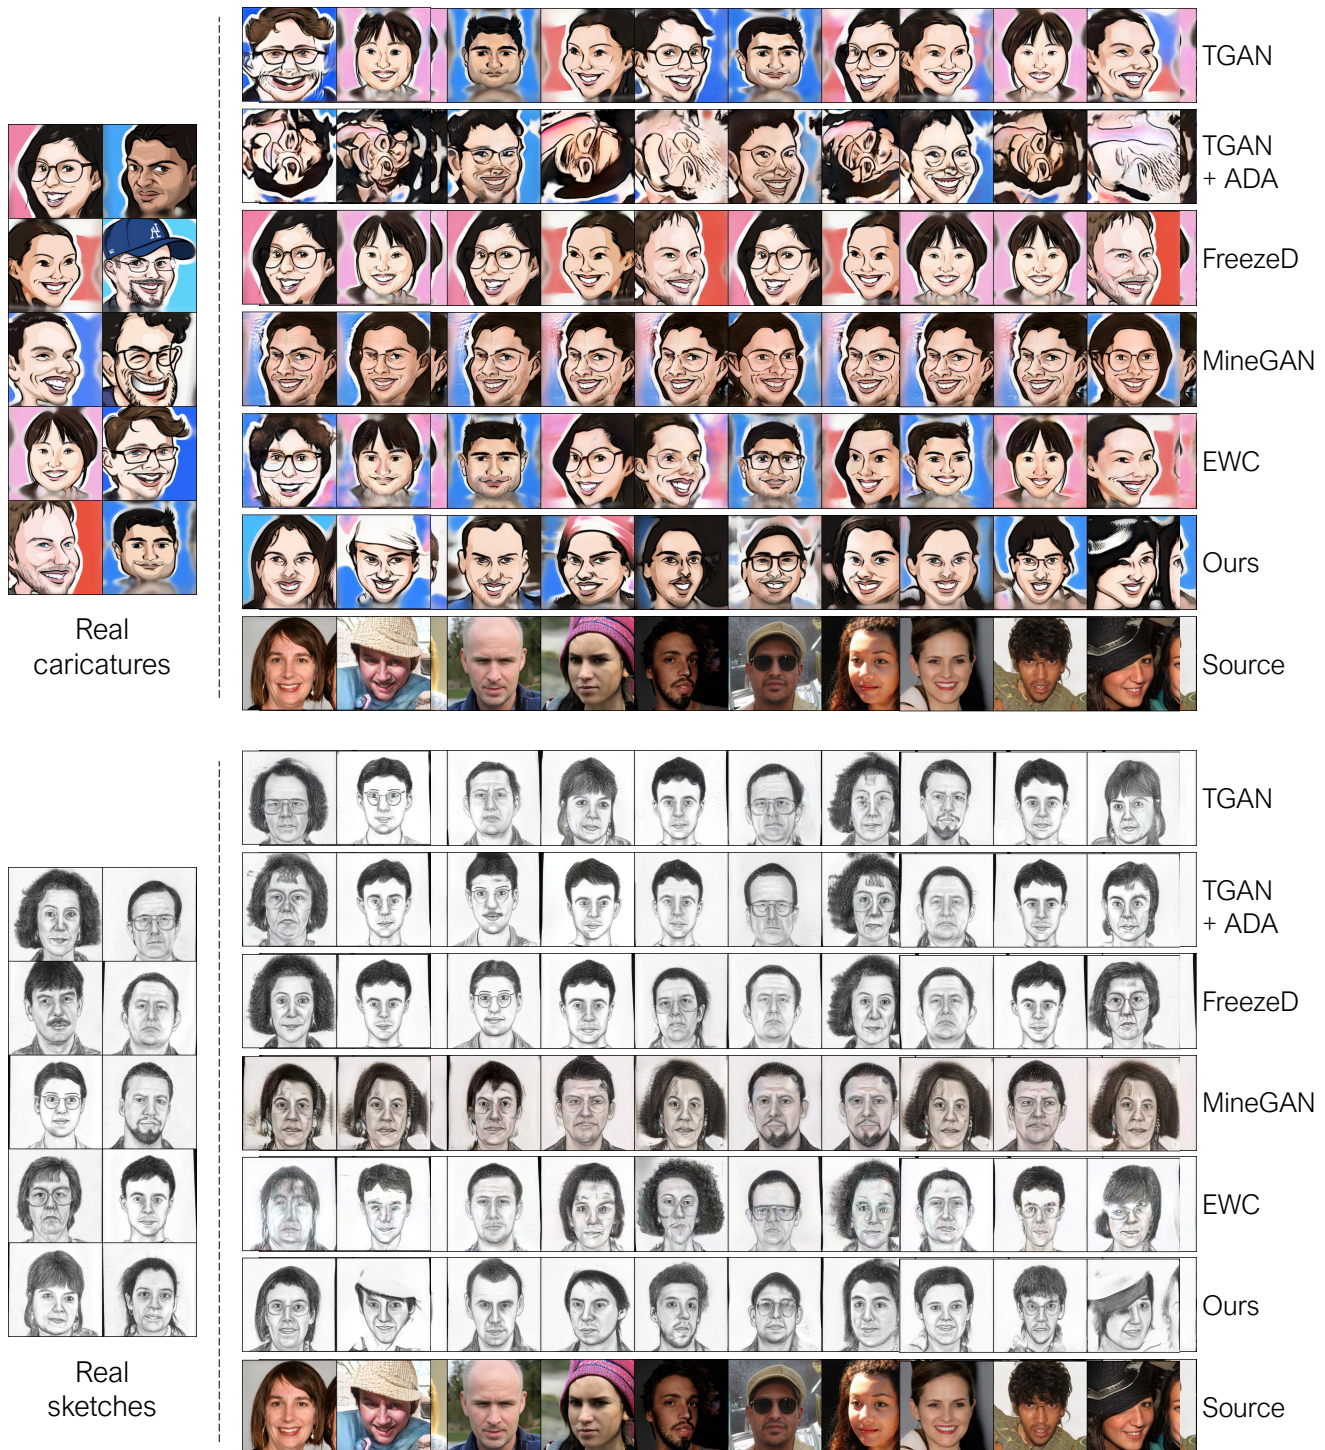 TGAN
TGAN
+ ADA
FreezeD
MineGAN
EWC
Ours
Source
Real
caricatures
TGAN
TGAN
+ ADA
FreezeD
MineGAN
EWC
Ours
Source
Real
sketches